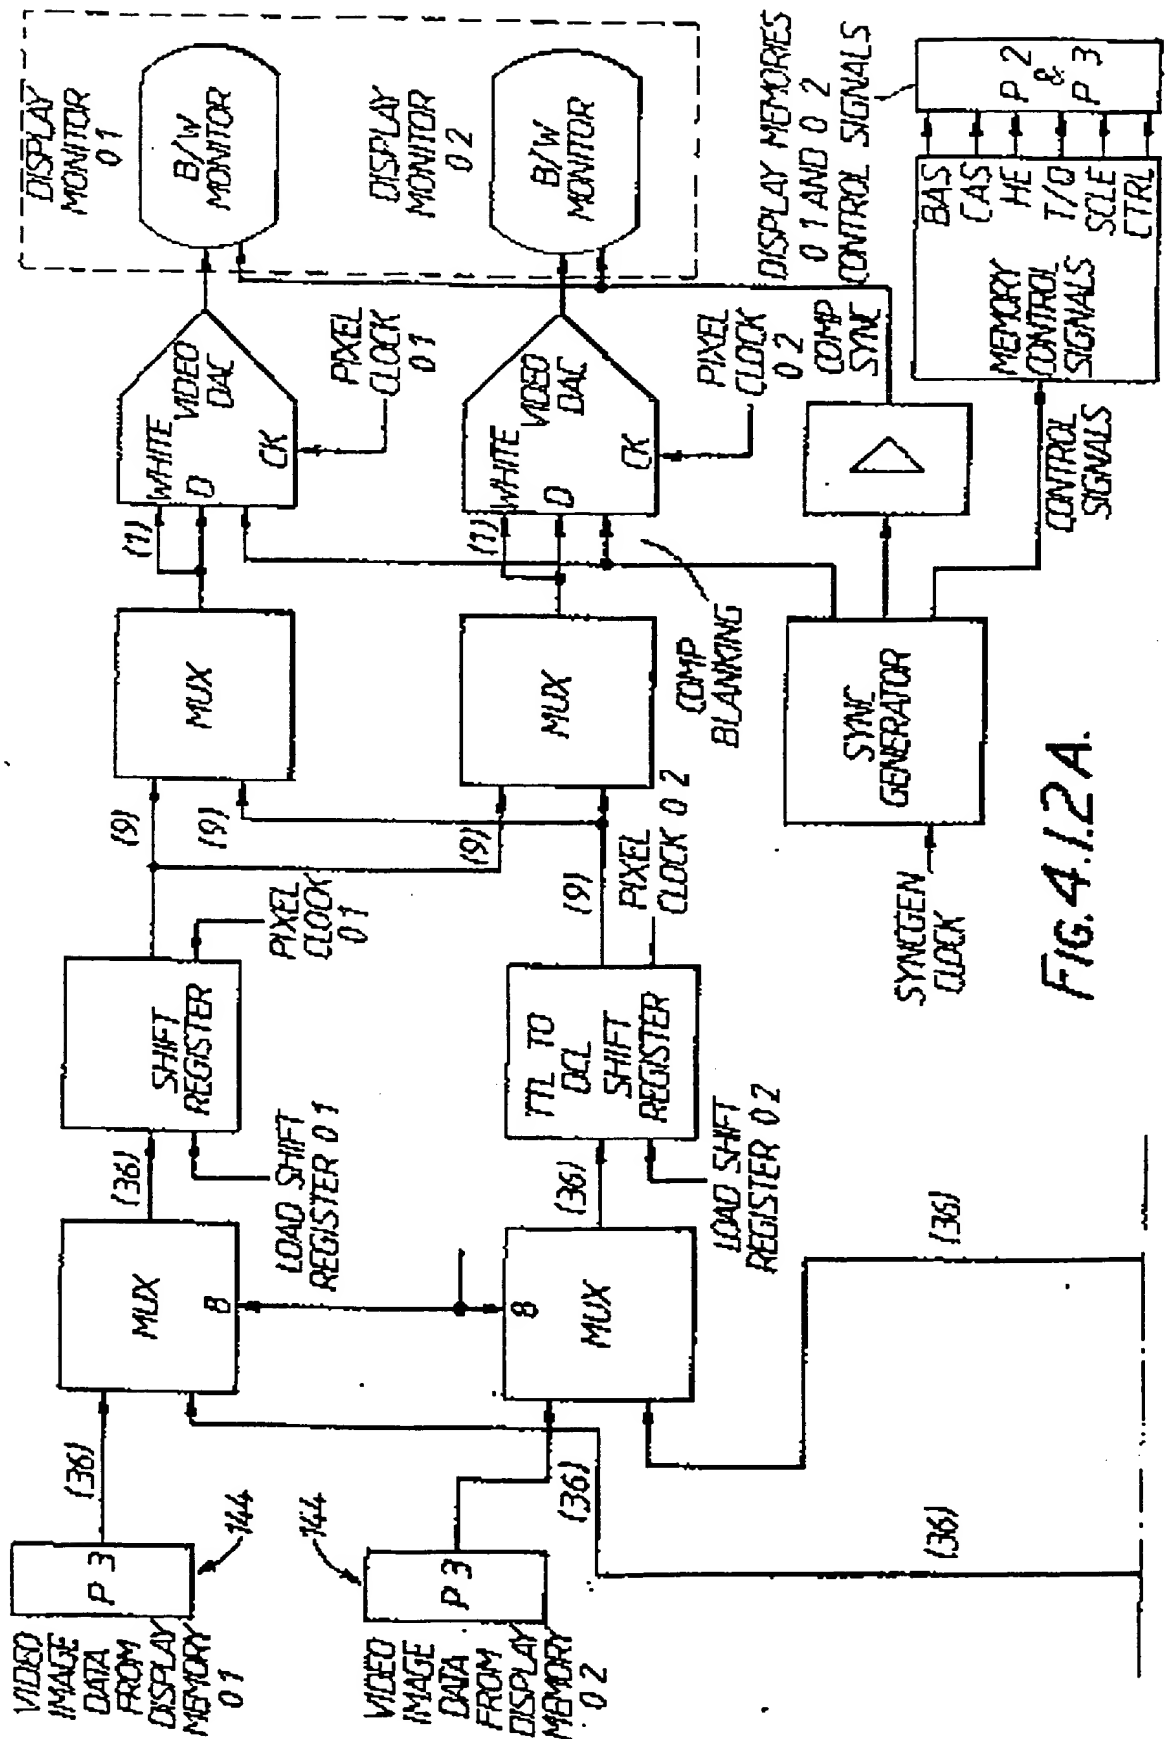 VIDEO
IMAGE
DATA
FROM
DISPLAY
MEMORY
0 1
P 3
144
(36)
MUX
B
(36)
LOAD SHIFT
REGISTER 0 1
SHIFT
REGISTER
PIXEL
CLOCK
0 1
(9)
(9)
MUX
(1)
WHITE
D
VIDEO
DAC
CK
PIXEL
CLOCK
0 1
DISPLAY
MONITOR
0 1
B/W
MONITOR
VIDEO
IMAGE
DATA
FROM
DISPLAY
MEMORY
0 2
P 3
144
(36)
8
MUX
(36)
LOAD SHIFT
REGISTER 0 2
TTL TO
DCL
SHIFT
REGISTER
(9)
PIXEL
CLOCK 0 2
(9)
MUX
COMP
BLANKING
(1)
WHITE
D
VIDEO
DAC
CK
PIXEL
CLOCK
0 2
DISPLAY
MONITOR
0 2
B/W
MONITOR
(36)
(36)
SYNCGEN
CLOCK
SYNC
GENERATOR
COMP
SYNC
CONTROL
SIGNALS
MEMORY
CONTROL
SIGNALS
BAS
CAS
HE
T/O
SCLE
CTRL
DISPLAY MEMORIES
0 1 AND 0 2
CONTROL SIGNALS
P 2
&
P 3
FIG. 4.1.2A.